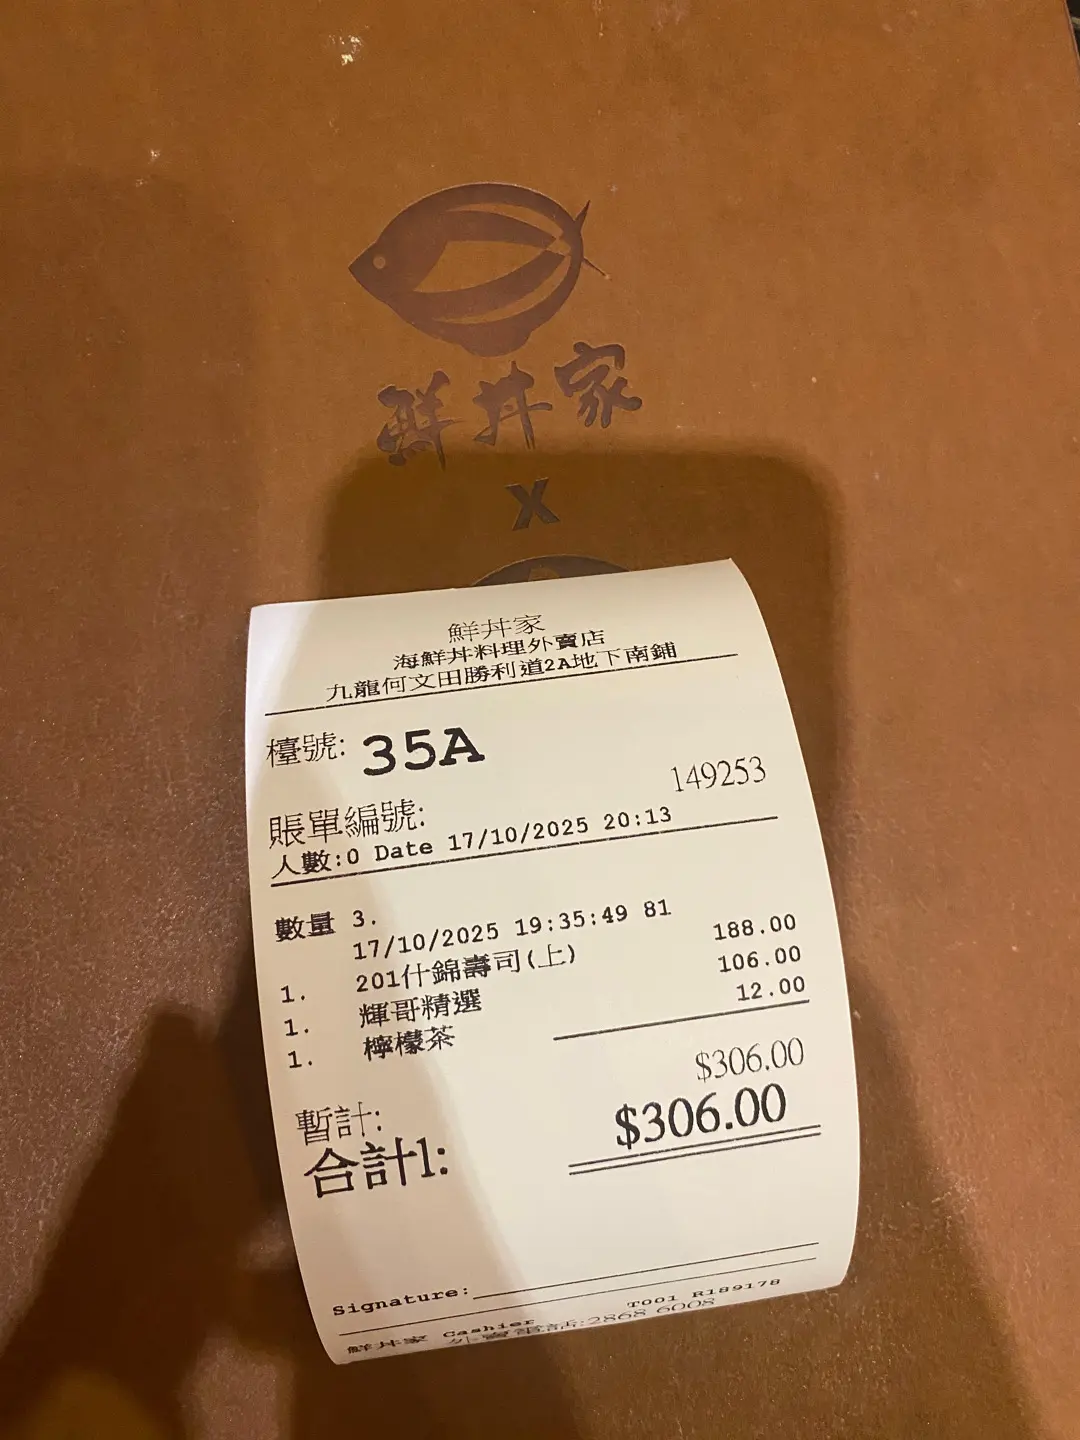 鮮丼家
X
鮮丼家
海鮮丼料理外賣店
九龍何文田勝利道2A地下南鋪
檯號: 35A
賬單編號: 149253
人數:0 Date 17/10/2025 20:13
數量 3.
17/10/2025 19:35:49 81
1. 201什錦壽司(上) 188.00
1. 輝哥精選 106.00
1. 檸檬茶 12.00
暫計: $306.00
合計1: $306.00
Signature:
T001 R189178
鮮丼家 Cashier
外賣電話:2868 6008